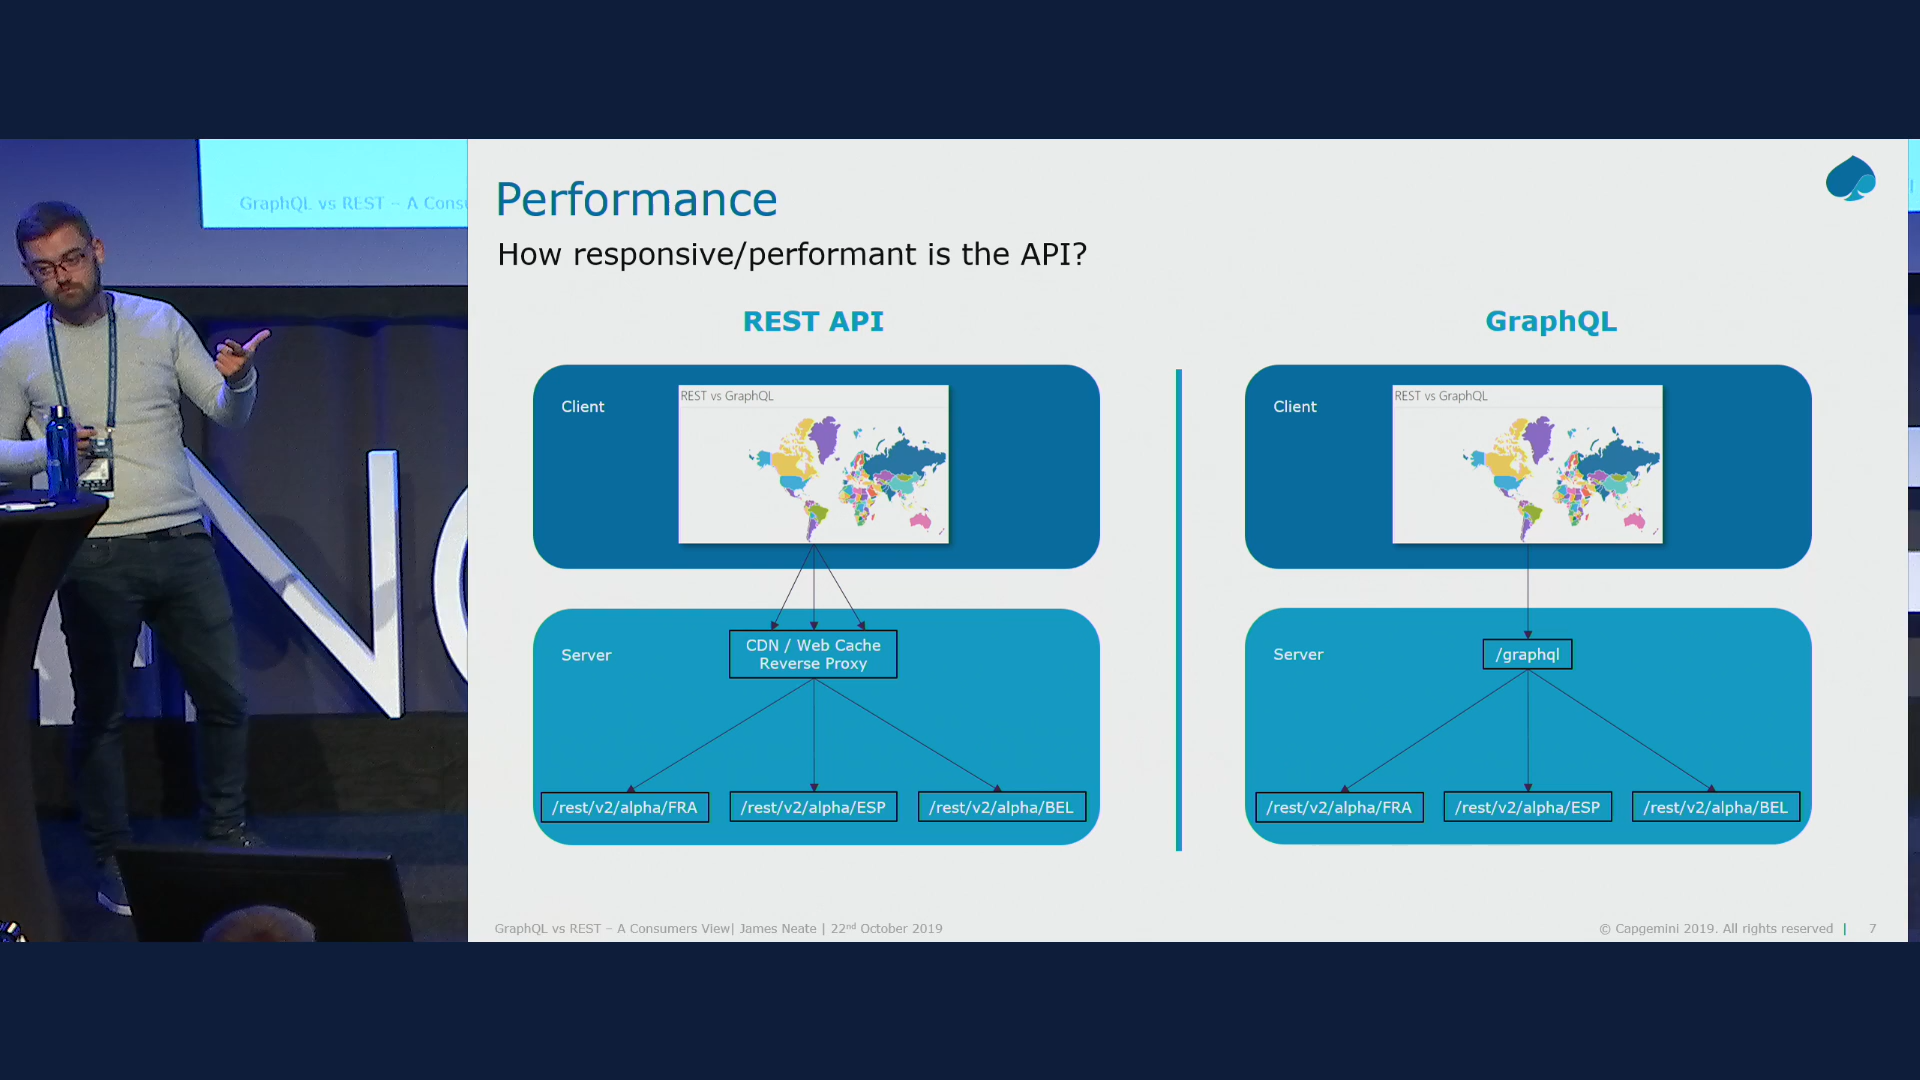 GraphQL vs REST – A Consu
Performance
How responsive/performant is the API?
REST API
GraphQL
Client
REST vs GraphQL
Client
REST vs GraphQL
Server
CDN / Web Cache
Reverse Proxy
Server
/graphql
/rest/v2/alpha/FRA
/rest/v2/alpha/ESP
/rest/v2/alpha/BEL
/rest/v2/alpha/FRA
/rest/v2/alpha/ESP
/rest/v2/alpha/BEL
GraphQL vs REST – A Consumers View| James Neate | 22nd October 2019
© Capgemini 2019. All rights reserved | 7